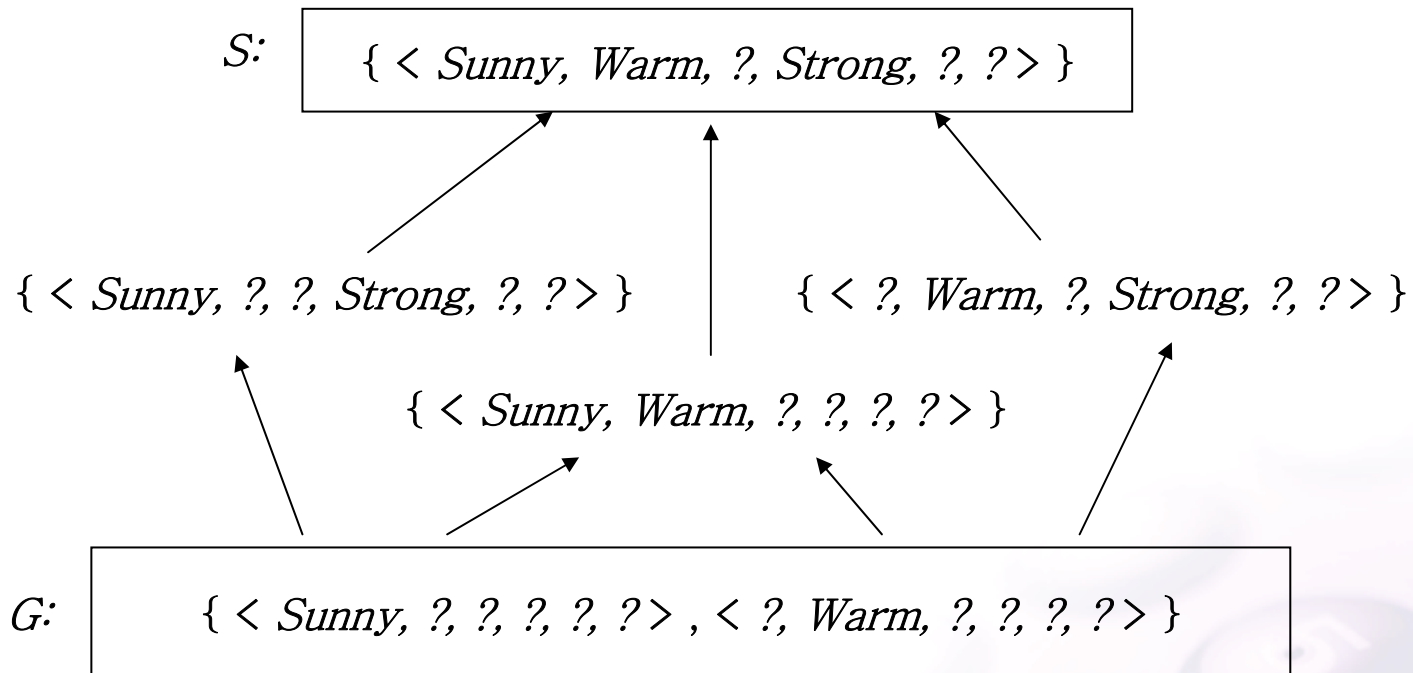 S: { < Sunny, Warm, ?, Strong, ?, ? > }
{ < Sunny, ?, ?, Strong, ?, ? > } { < ?, Warm, ?, Strong, ?, ? > }
{ < Sunny, Warm, ?, ?, ?, ? > }
G: { < Sunny, ?, ?, ?, ?, ? > , < ?, Warm, ?, ?, ?, ? > }